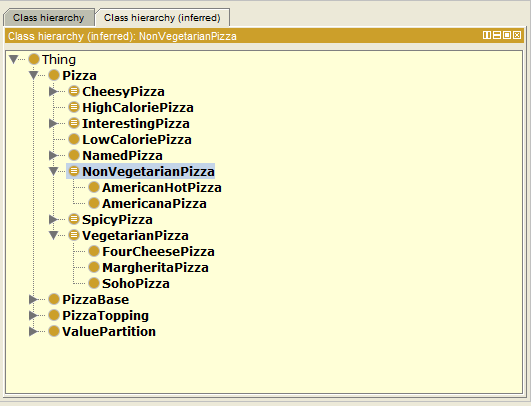 Class hierarchy Class hierarchy (inferred)
Class hierarchy (inferred): NonVegetarianPizza
Thing
Pizza
CheesyPizza
HighCaloriePizza
InterestingPizza
LowCaloriePizza
NamedPizza
NonVegetarianPizza
AmericanHotPizza
AmericanaPizza
SpicyPizza
VegetarianPizza
FourCheesePizza
MargheritaPizza
SohoPizza
PizzaBase
PizzaTopping
ValuePartition